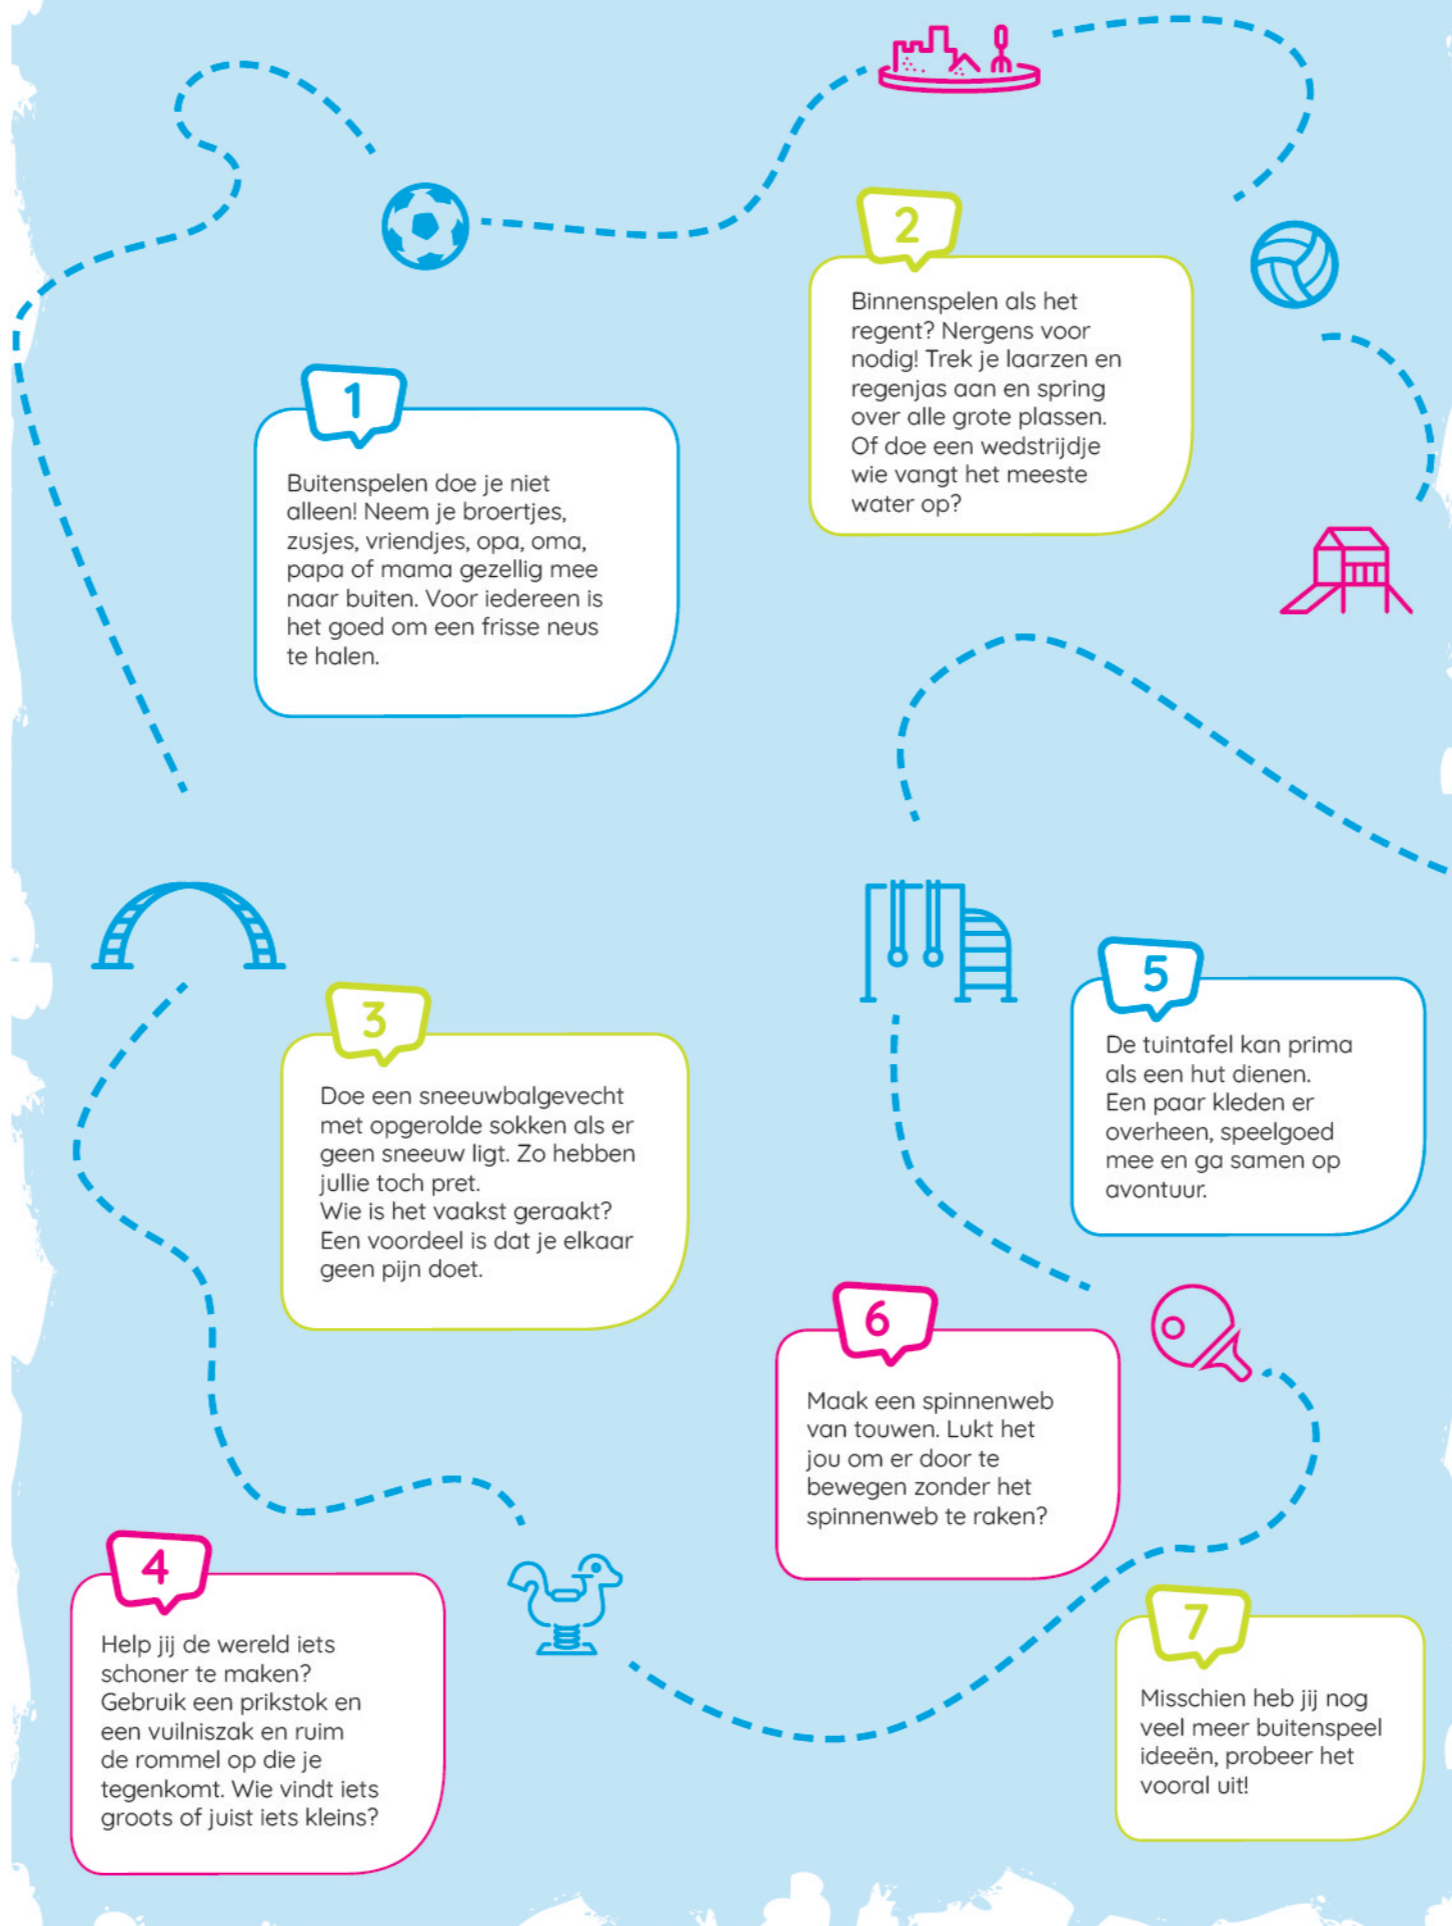 1
Buitenspelen doe je niet
alleen! Neem je broertjes,
zusjes, vriendjes, opa, oma,
papa of mama gezellig mee
naar buiten. Voor iedereen is
het goed om een frisse neus
te halen.
2
Binnenspelen als het
regent? Nergens voor
nodig! Trek je laarzen en
regenjas aan en spring
over alle grote plassen.
Of doe een wedstrijdje
wie vangt het meeste
water op?
3
Doe een sneeuwbalgevecht
met opgerolde sokken als er
geen sneeuw ligt. Zo hebben
jullie toch pret.
Wie is het vaakst geraakt?
Een voordeel is dat je elkaar
geen pijn doet.
4
Help jij de wereld iets
schoner te maken?
Gebruik een prikstok en
een vuilniszak en ruim
de rommel op die je
tegenkomt. Wie vindt iets
groots of juist iets kleins?
5
De tuintafel kan prima
als een hut dienen.
Een paar kleden er
overheen, speelgoed
mee en ga samen op
avontuur.
6
Maak een spinnenweb
van touwen. Lukt het
jou om er door te
bewegen zonder het
spinnenweb te raken?
7
Misschien heb jij nog
veel meer buitenspeel
ideeën, probeer het
vooral uit!